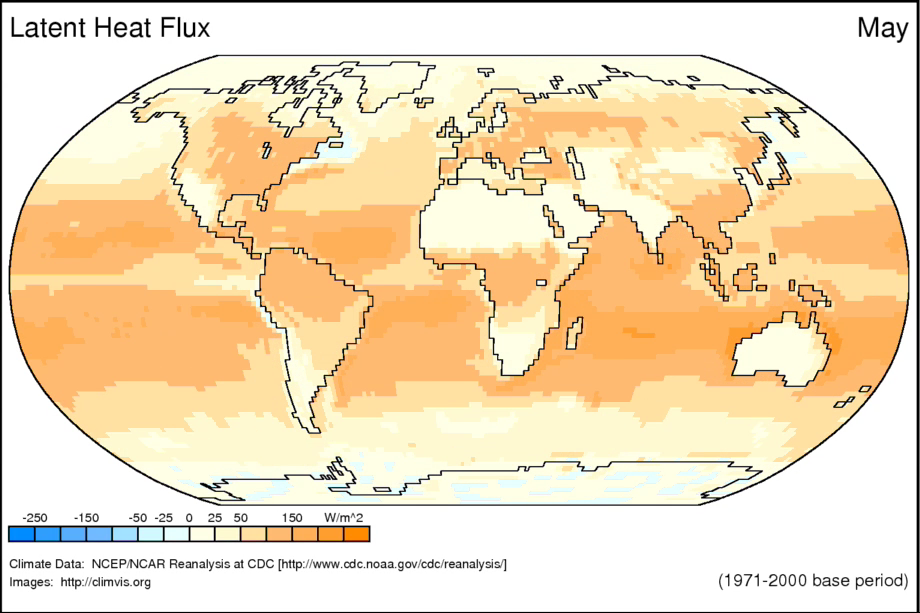 Latent Heat Flux
May
-250 -150 -50 -25 0 25 50 150 W/m^2
Climate Data: NCEP/NCAR Reanalysis at CDC [http://www.cdc.noaa.gov/cdc/reanalysis/]
Images: http://climvis.org
(1971-2000 base period)